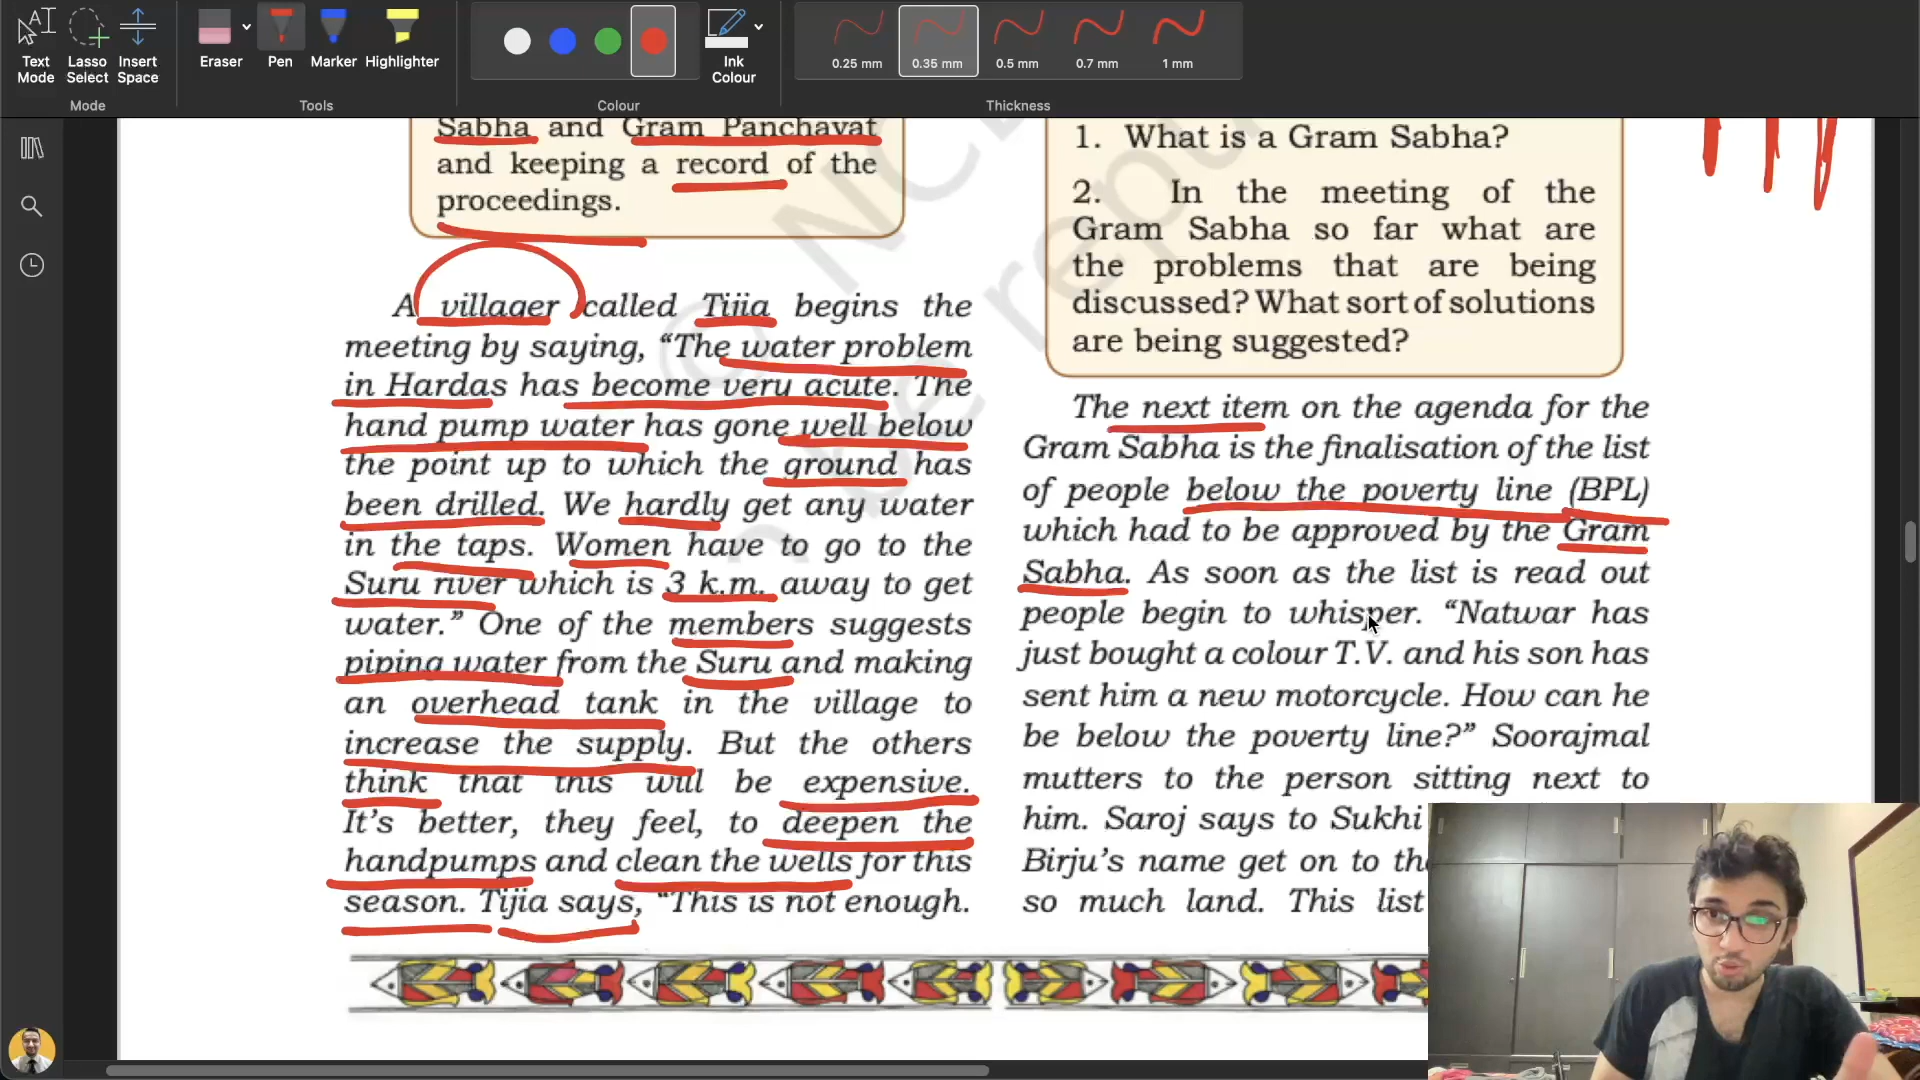 Text
Mode
Lasso
Select
Insert
Space
Mode
Eraser
Pen
Marker
Highlighter
Tools
Ink
Colour
Colour
0.25 mm
0.35 mm
0.5 mm
0.7 mm
1 mm
Thickness
Sabha and Gram Panchayat
and keeping a record of the
proceedings.
A villager called Tijia begins the
meeting by saying, “The water problem
in Hardas has become very acute. The
hand pump water has gone well below
the point up to which the ground has
been drilled. We hardly get any water
in the taps. Women have to go to the
Suru river which is 3 k.m. away to get
water.” One of the members suggests
piping water from the Suru and making
an overhead tank in the village to
increase the supply. But the others
think that this will be expensive.
It’s better, they feel, to deepen the
handpumps and clean the wells for this
season. Tijia says, “This is not enough.
1. What is a Gram Sabha?
2. In the meeting of the
Gram Sabha so far what are
the problems that are being
discussed? What sort of solutions
are being suggested?
The next item on the agenda for the
Gram Sabha is the finalisation of the list
of people below the poverty line (BPL)
which had to be approved by the Gram
Sabha. As soon as the list is read out
people begin to whisper. “Natwar has
just bought a colour T.V. and his son has
sent him a new motorcycle. How can he
be below the poverty line?” Soorajmal
mutters to the person sitting next to
him. Saroj says to Sukhi
Birju’s name get on to
so much land. This list